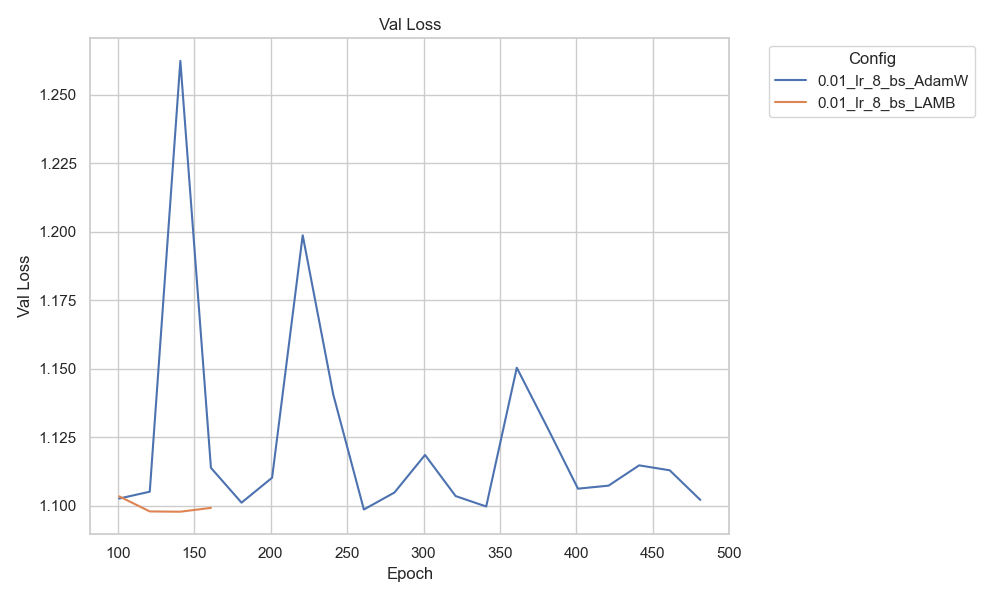 Val Loss
Config
0.01_lr_8_bs_AdamW
0.01_lr_8_bs_LAMB
Val Loss
1.250
1.225
1.200
1.175
1.150
1.125
1.100
100 150 200 250 300 350 400 450 500
Epoch